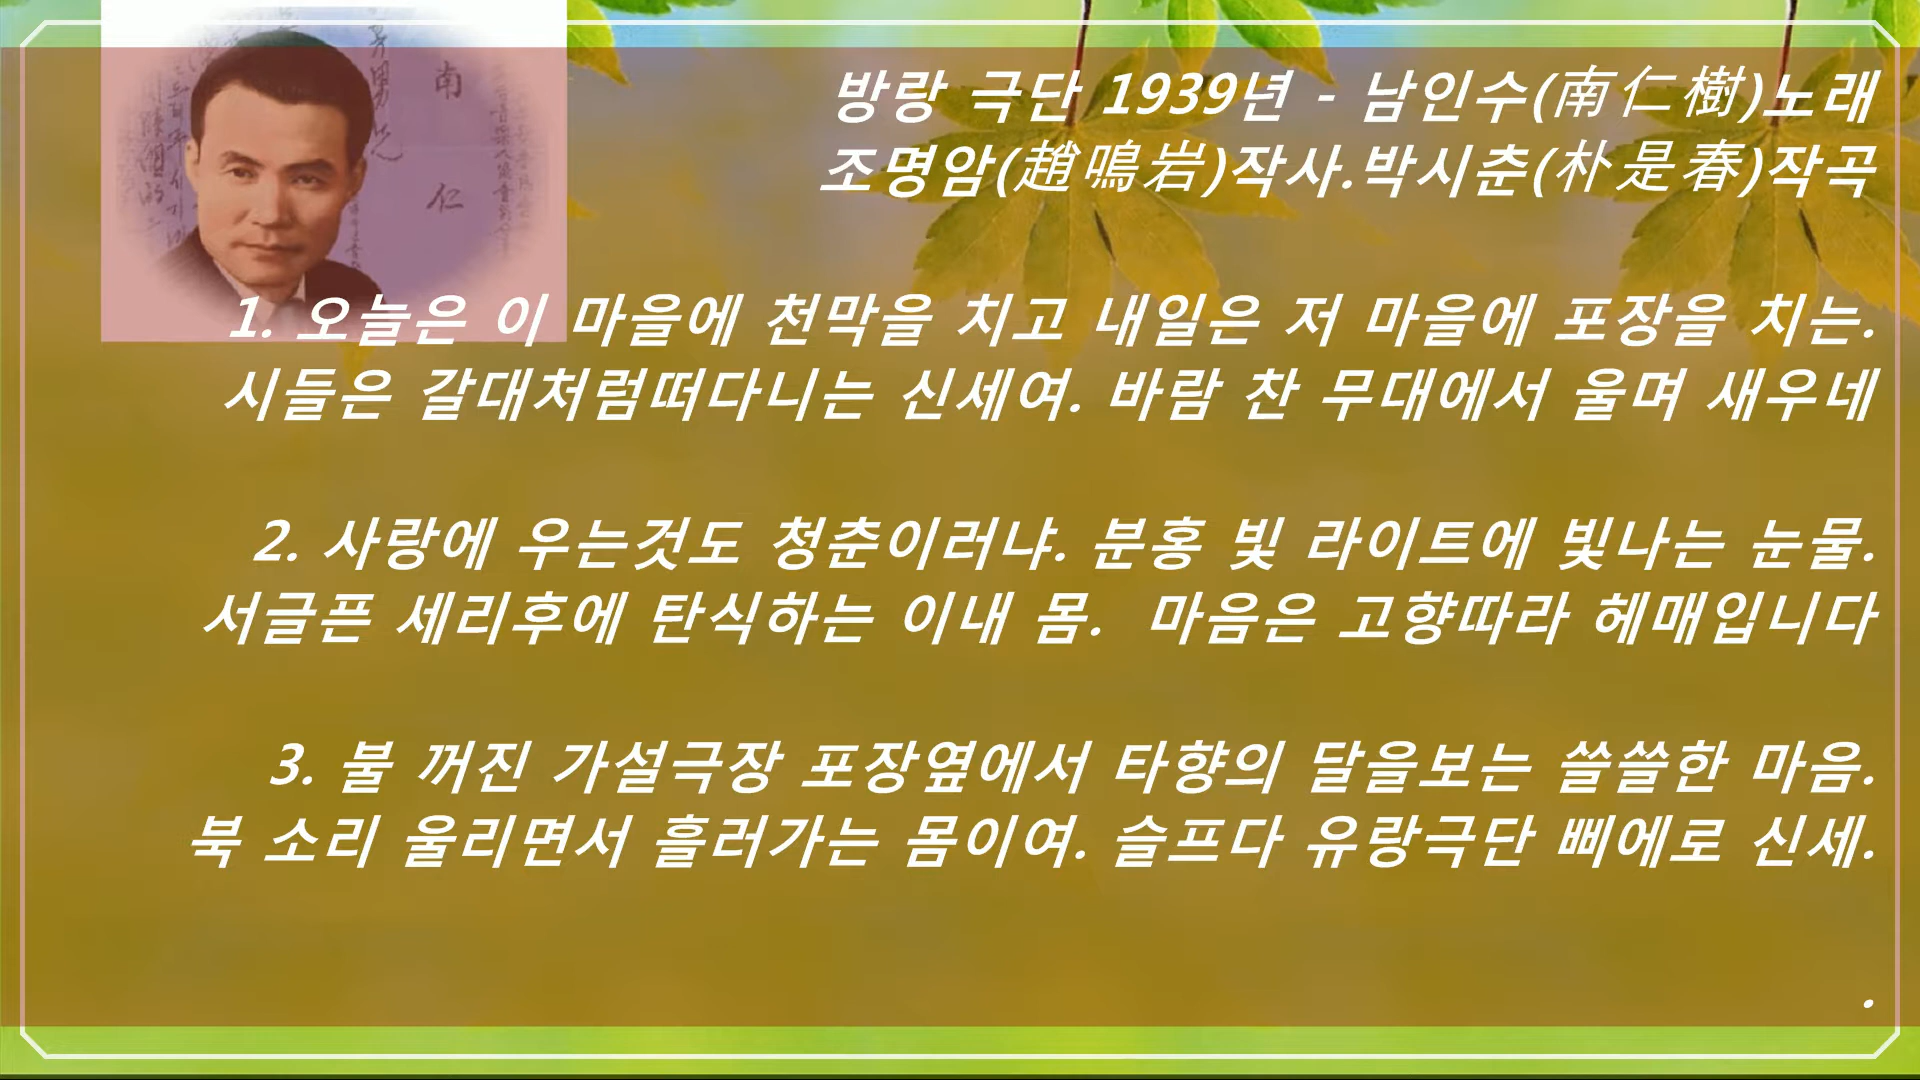 방랑 극단 1939년 - 남인수(南仁樹)노래
조명암(趙鳴岩)작사.박시춘(朴是春)작곡
南
仁
1. 오늘은 이 마을에 천막을 치고 내일은 저 마을에 포장을 치는.
시들은 갈대처럼떠다니는 신세여. 바람 찬 무대에서 울며 새우네
2. 사랑에 우는것도 청춘이러냐. 분홍 빛 라이트에 빛나는 눈물.
서글픈 세리후에 탄식하는 이내 몸. 마음은 고향따라 헤매입니다
3. 불 꺼진 가설극장 포장옆에서 타향의 달을보는 쓸쓸한 마음.
북 소리 울리면서 흘러가는 몸이여. 슬프다 유랑극단 삐에로 신세.
.